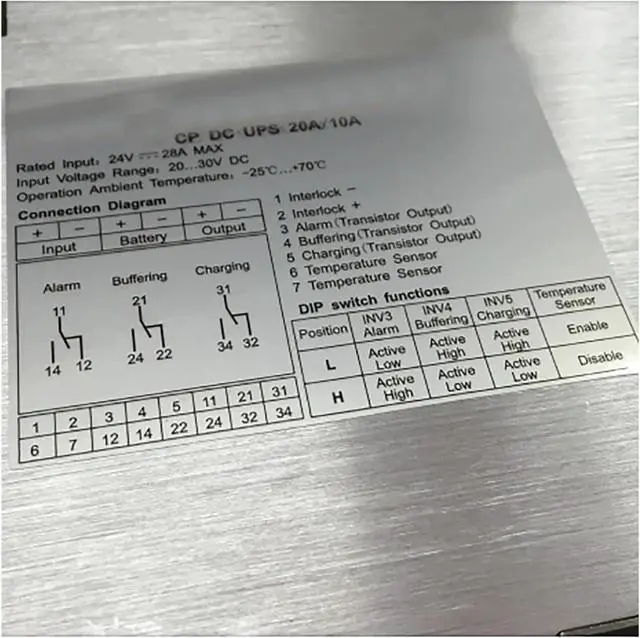 CP DC UPS 20A/10A
Rated Input: 24V ⎓ 28A MAX
Input Voltage Range: 20...30V DC
Operation Ambient Temperature: -25℃...+70℃
Connection Diagram
+ - + - + -
Input Battery Output
1 Interlock -
2 Interlock +
3 Alarm(Transistor Output)
4 Buffering(Transistor Output)
5 Charging(Transistor Output)
6 Temperature Sensor
7 Temperature Sensor
Alarm Buffering Charging
11 21 31
14 12 24 22 34 32
1 2 3 4 5 11 21 31
6 7 12 14 22 24 32 34
DIP switch functions
Position INV3 Alarm INV4 Buffering INV5 Charging Temperature Sensor
L Active Low Active High Active High Enable
H Active High Active Low Active Low Disable